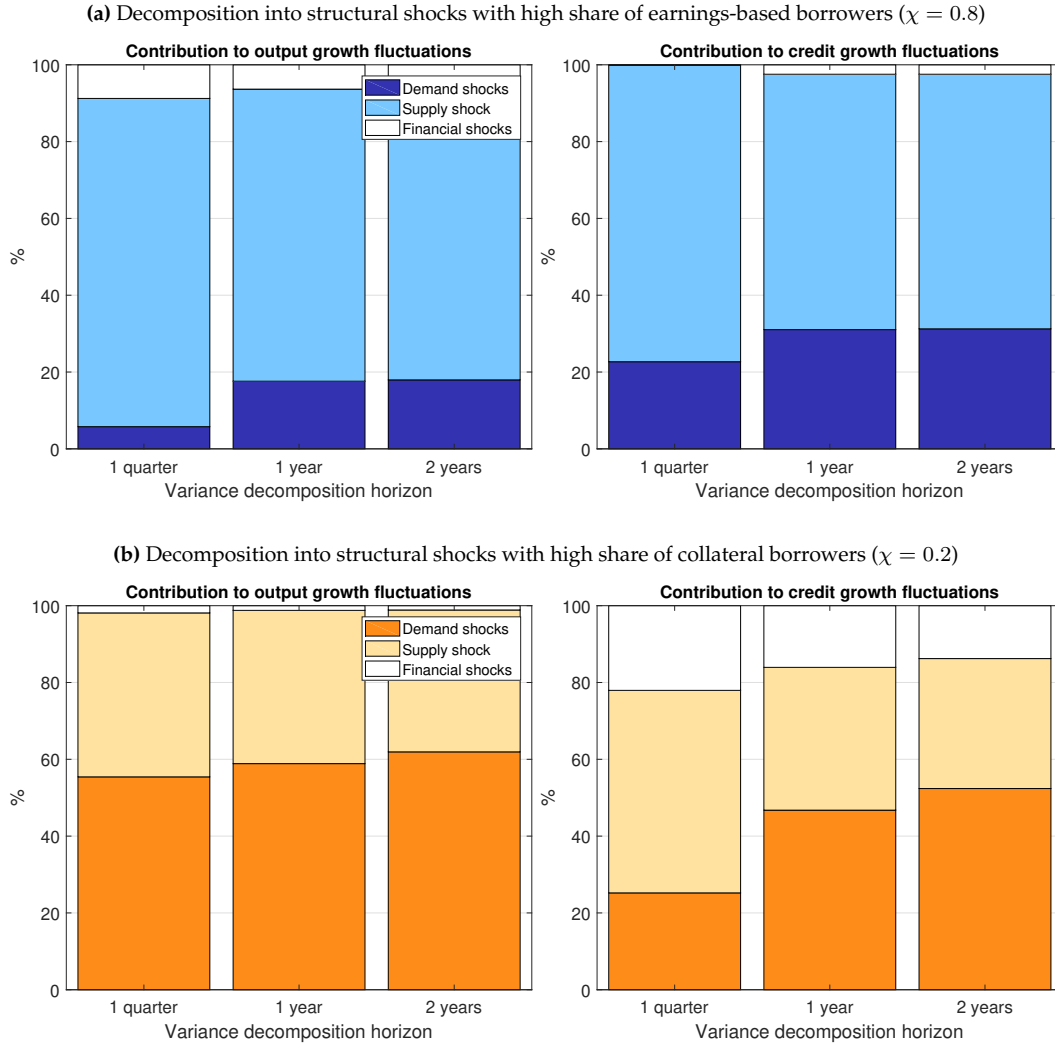 (a) Decomposition into structural shocks with high share of earnings-based borrowers (χ = 0.8)
Contribution to output growth fluctuations
100
80
60
40
20
0
%
Demand shocks
Supply shock
Financial shocks
1 quarter
1 year
2 years
Variance decomposition horizon
Contribution to credit growth fluctuations
100
80
60
40
20
0
%
1 quarter
1 year
2 years
Variance decomposition horizon
(b) Decomposition into structural shocks with high share of collateral borrowers (χ = 0.2)
Contribution to output growth fluctuations
100
80
60
40
20
0
%
Demand shocks
Supply shock
Financial shocks
1 quarter
1 year
2 years
Variance decomposition horizon
Contribution to credit growth fluctuations
100
80
60
40
20
0
%
1 quarter
1 year
2 years
Variance decomposition horizon